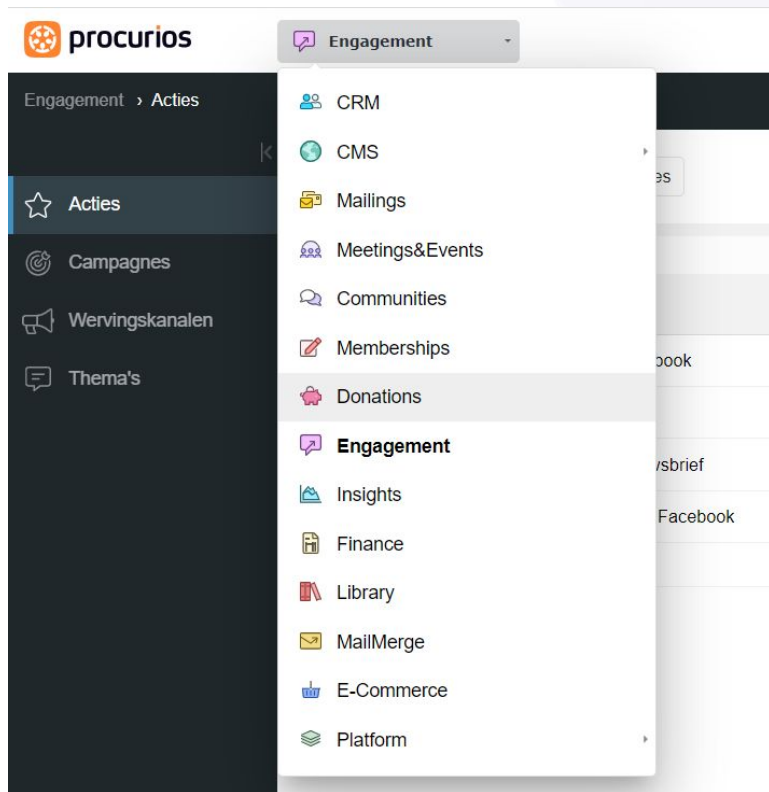 procurios
Engagement
Engagement › Acties
Acties
Campagnes
Wervingskanalen
Thema's
CRM
CMS
Mailings
Meetings&Events
Communities
Memberships
Donations
Engagement
Insights
Finance
Library
MailMerge
E-Commerce
Platform
Facebook